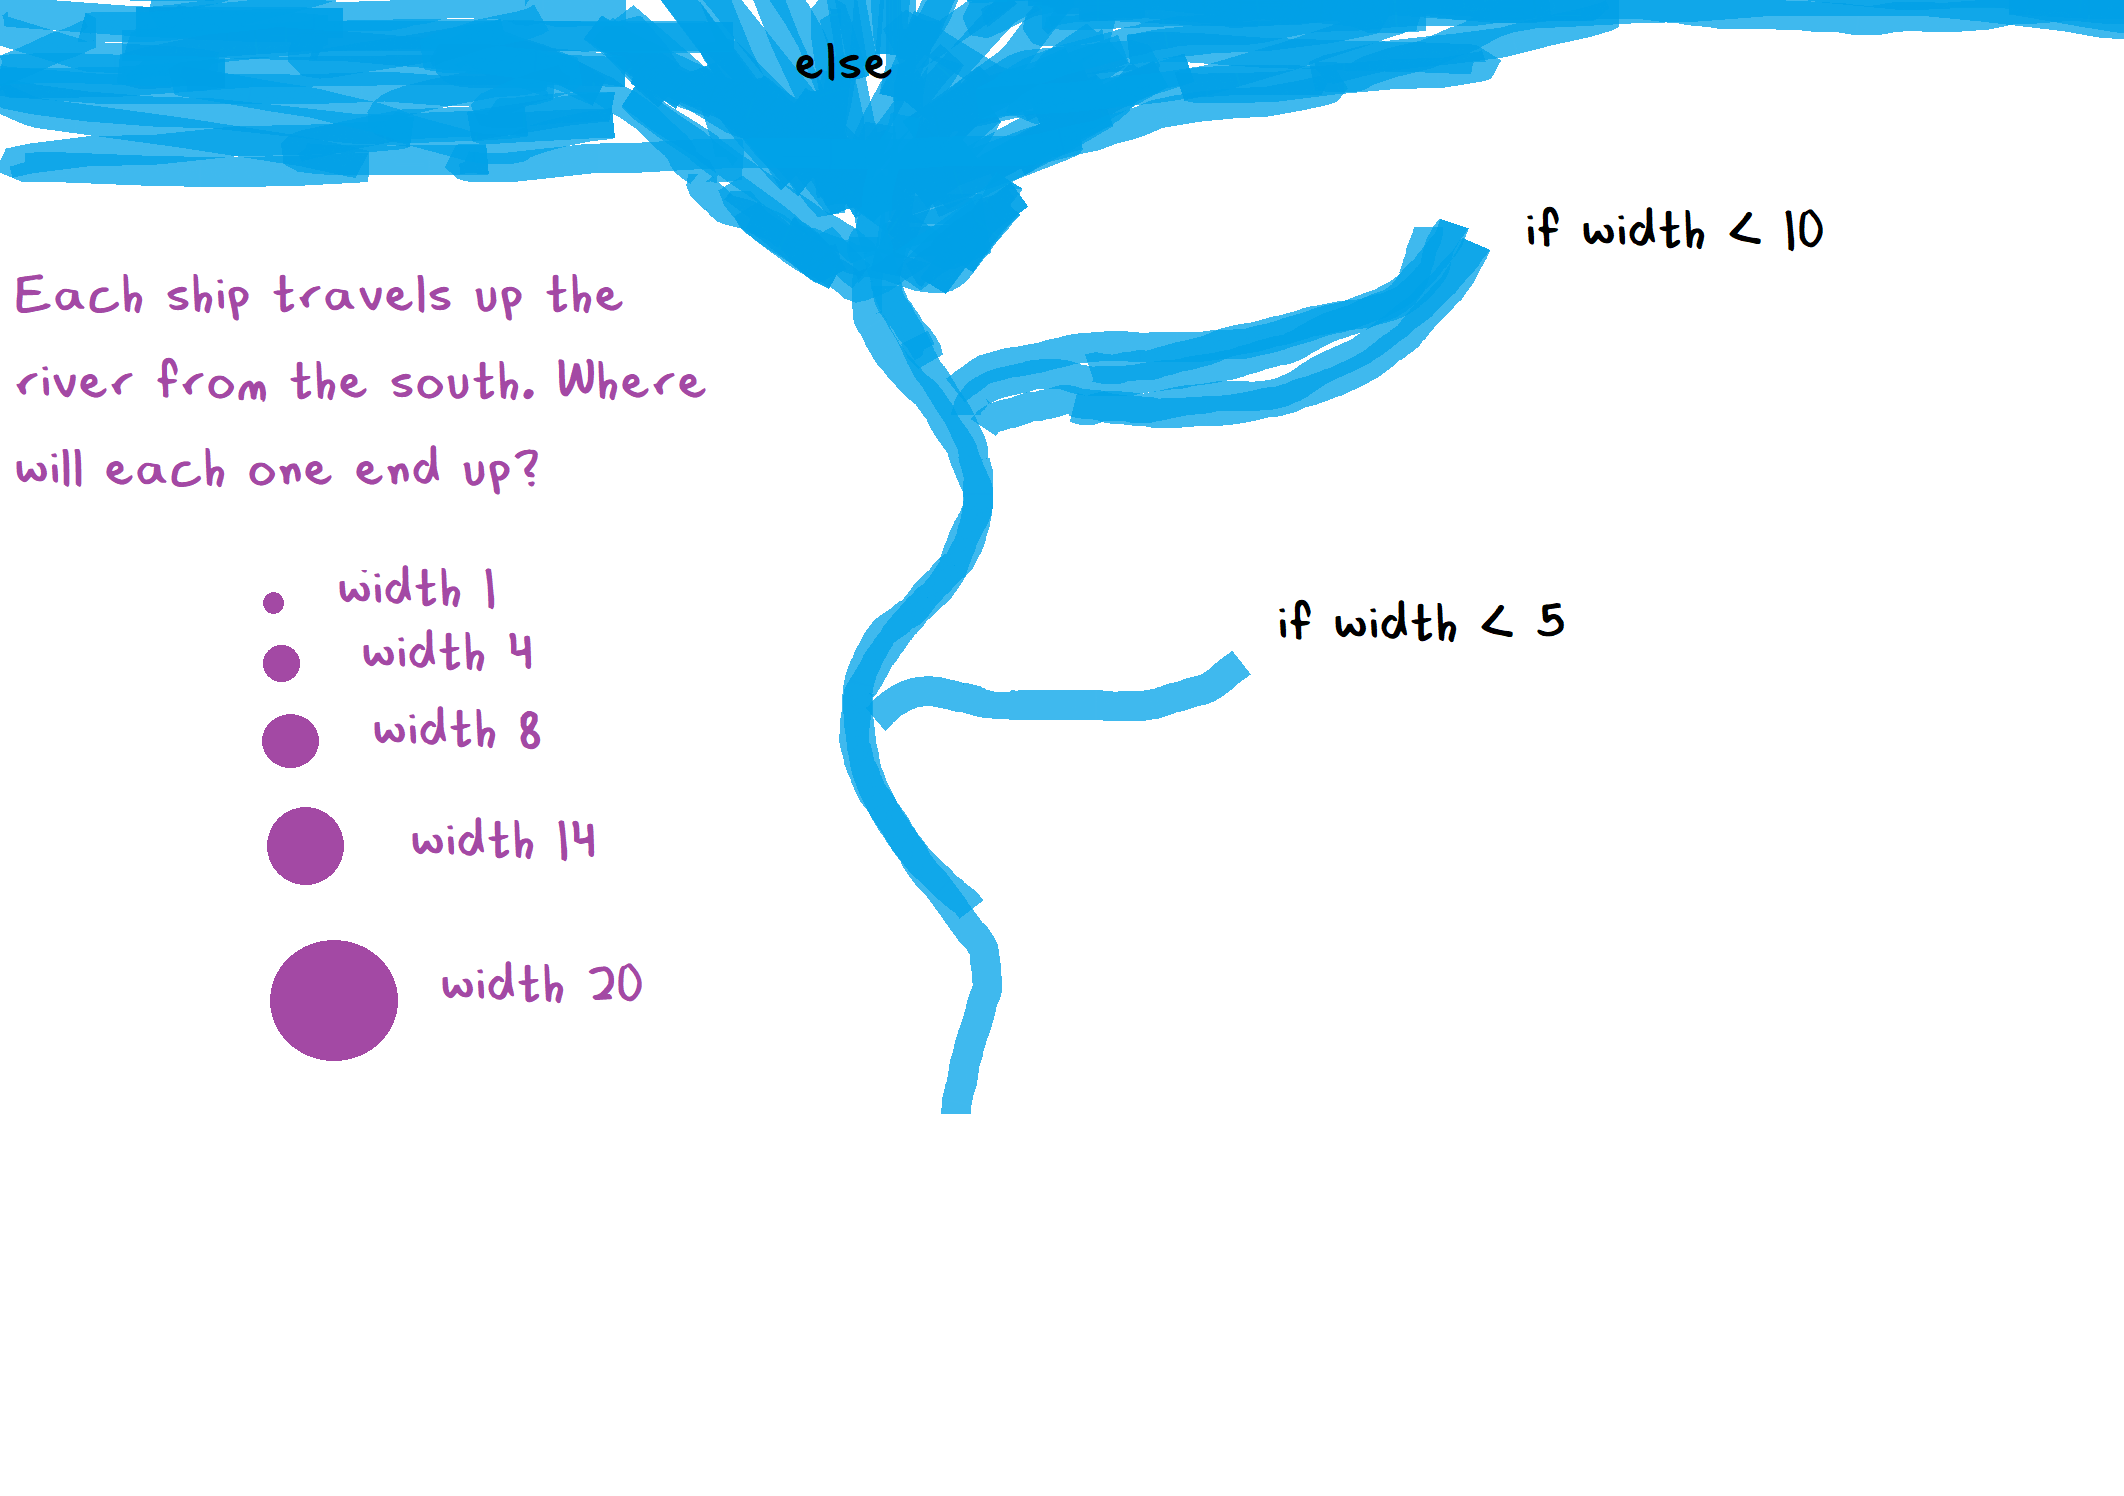 else
if width < 10
Each ship travels up the
river from the south. Where
will each one end up?
width 1
width 4
width 8
width 14
width 20
if width < 5